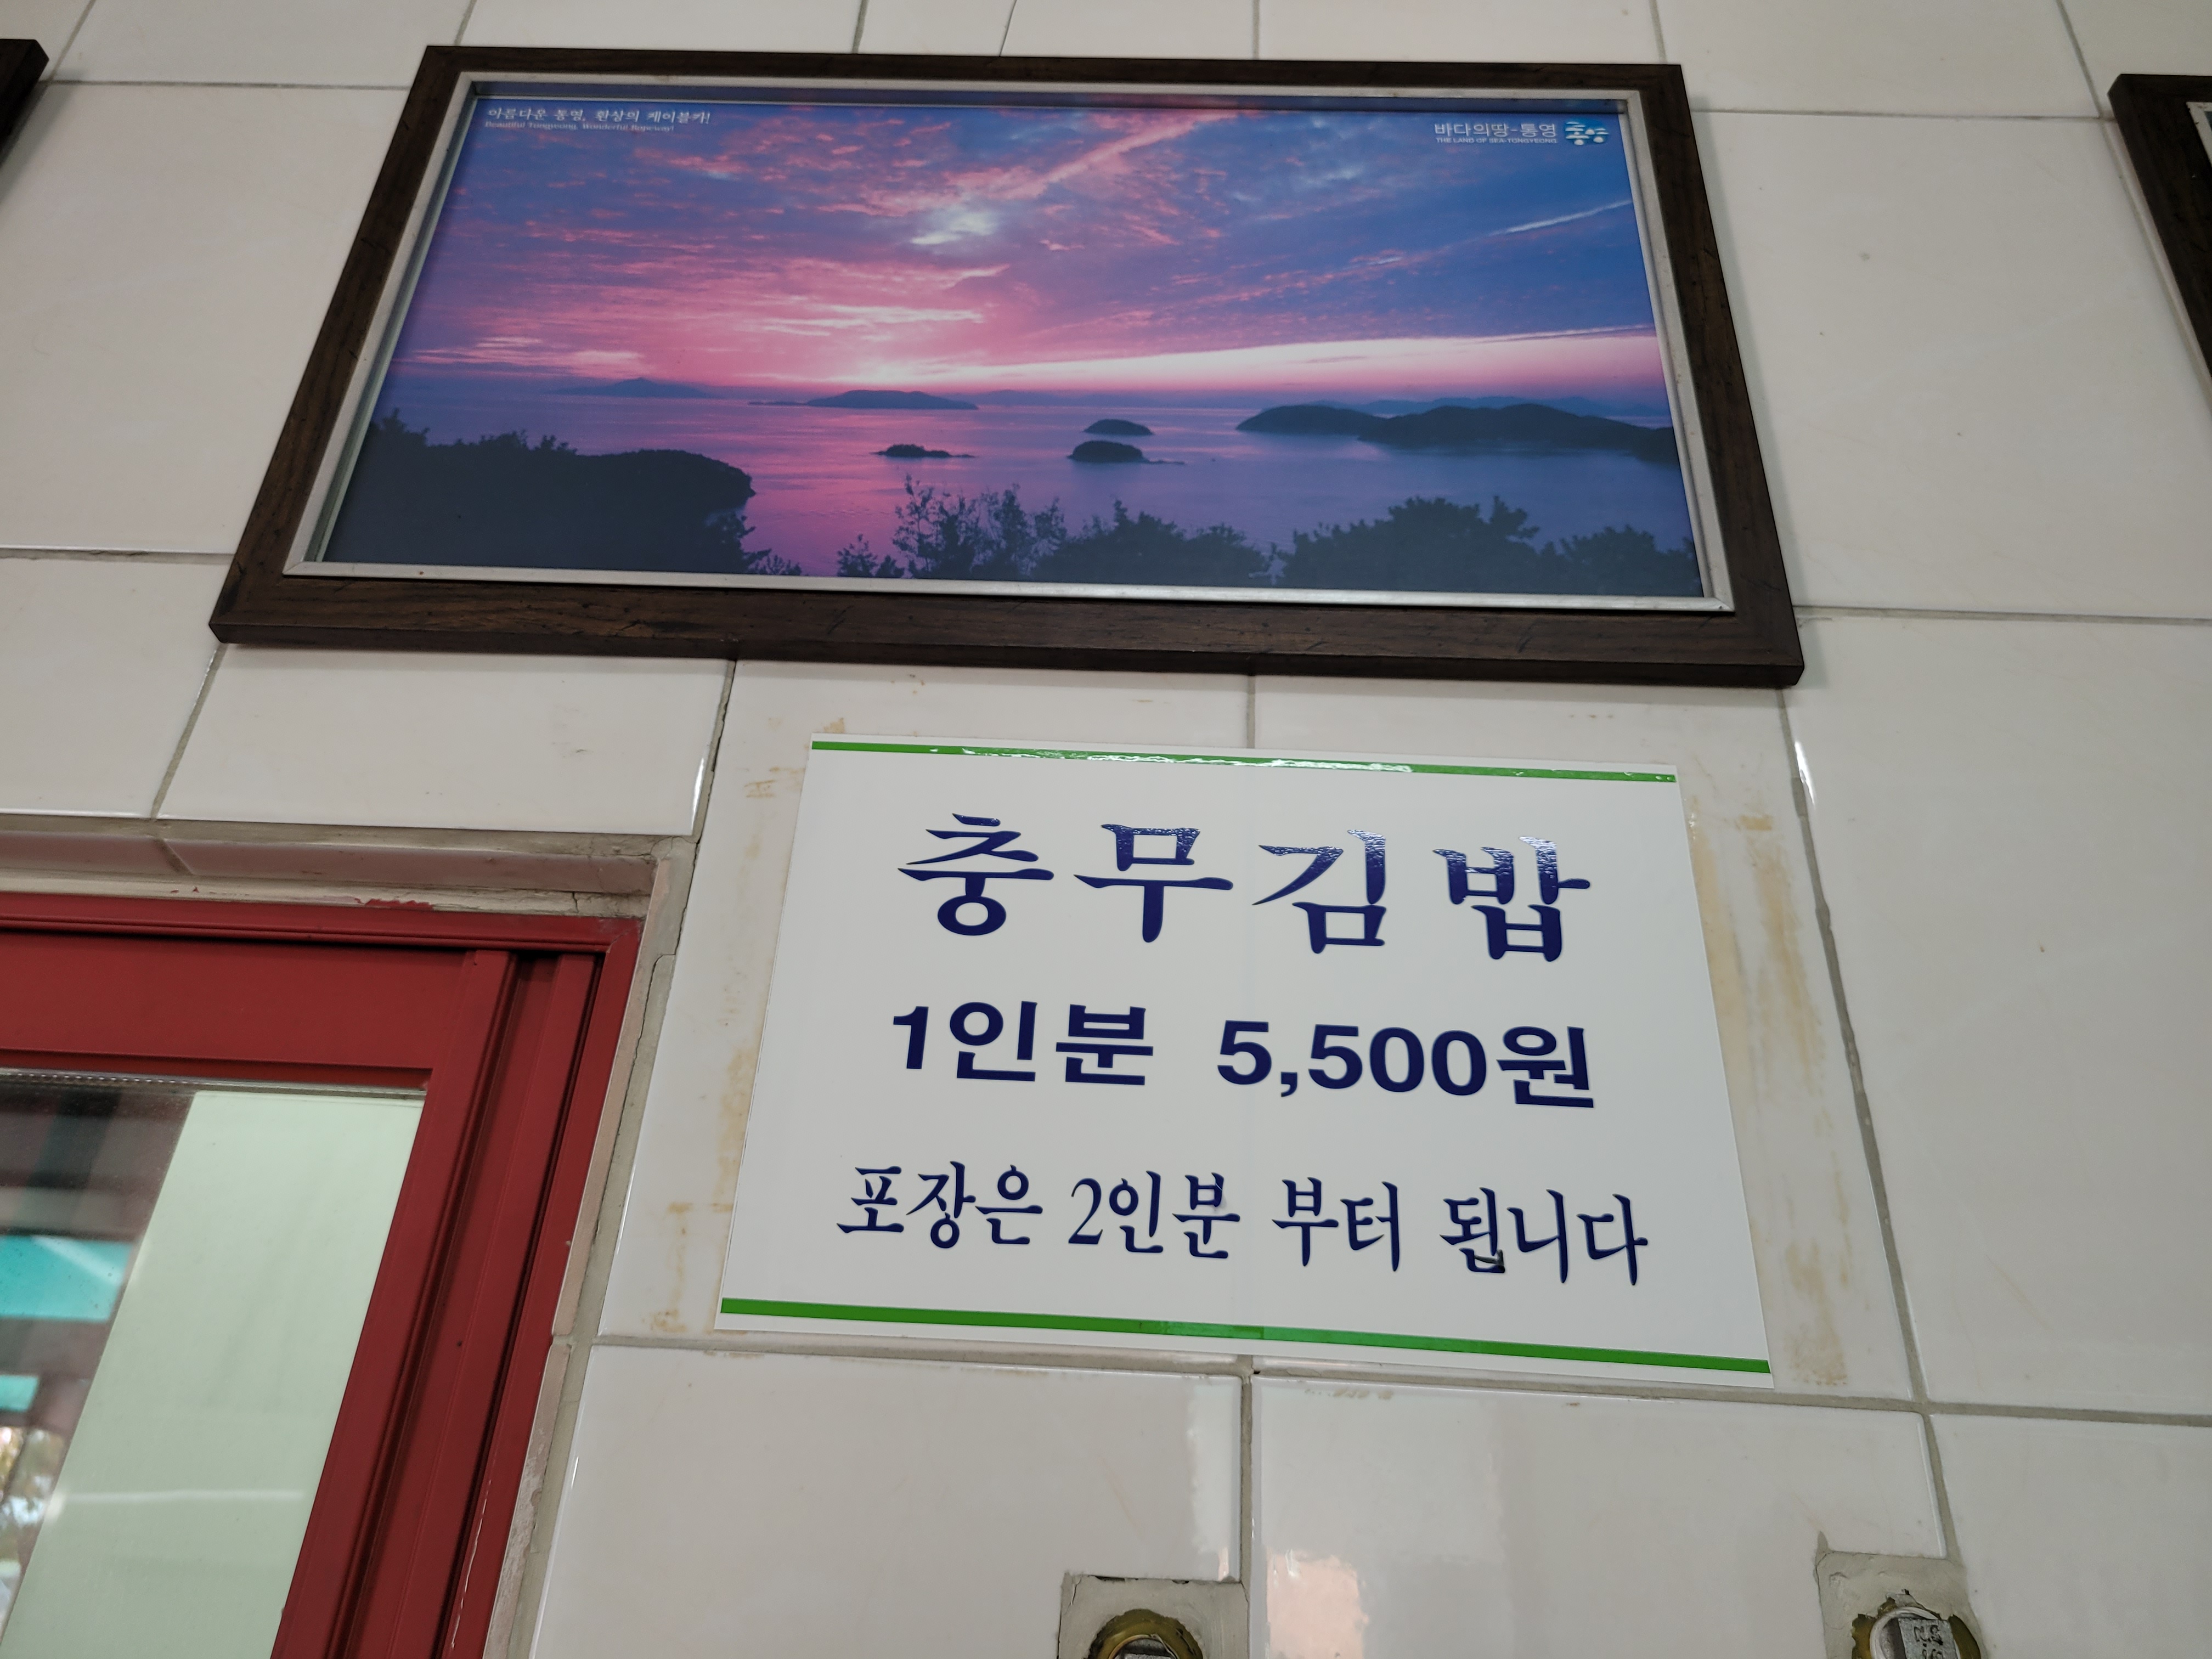 아름다운 통영, 환상의 케이블카!
Beautiful Tongyeong, Wonderful Ropeway!
바다의땅-통영
THE LAND OF SEA-TONGYEONG
충무김밥
1인분 5,500원
포장은 2인분 부터 됩니다